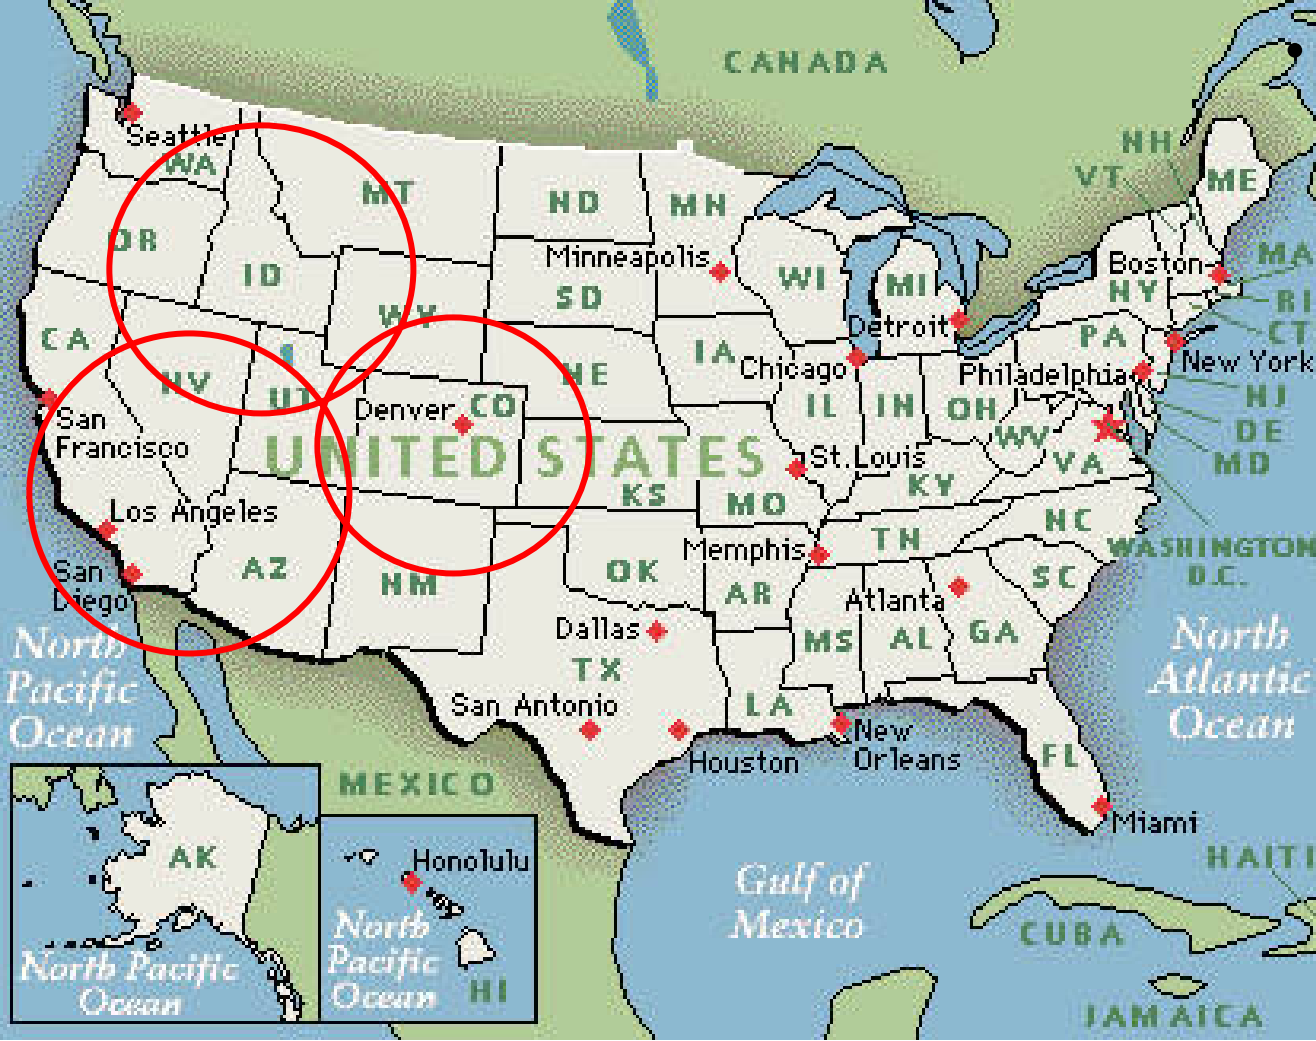 CANADA
NH
VT
ME
Seattle
WA
MT
ND
MN
OR
ID
Minneapolis
WI
MI
Boston
MA
NY
RI
SD
WY
CT
CA
Detroit
PA
New York
IA
Chicago
Philadelphia
NV
UT
NE
NJ
Denver
CO
IL
IN
OH
DE
San
Francisco
WV
VA
MD
UNITED STATES
St.Louis
KS
MO
KY
Los Angeles
NC
TN
WASHINGTON
D.C.
Memphis
San
Diego
AZ
NM
OK
AR
SC
Atlanta
Dallas
MS
AL
GA
North
Pacific
Ocean
TX
San Antonio
LA
North
Atlantic
Ocean
New
Orleans
Houston
FL
MEXICO
Miami
AK
Honolulu
HAITI
Gulf of
Mexico
CUBA
North
Pacific
Ocean
HI
North Pacific
Ocean
JAMAICA